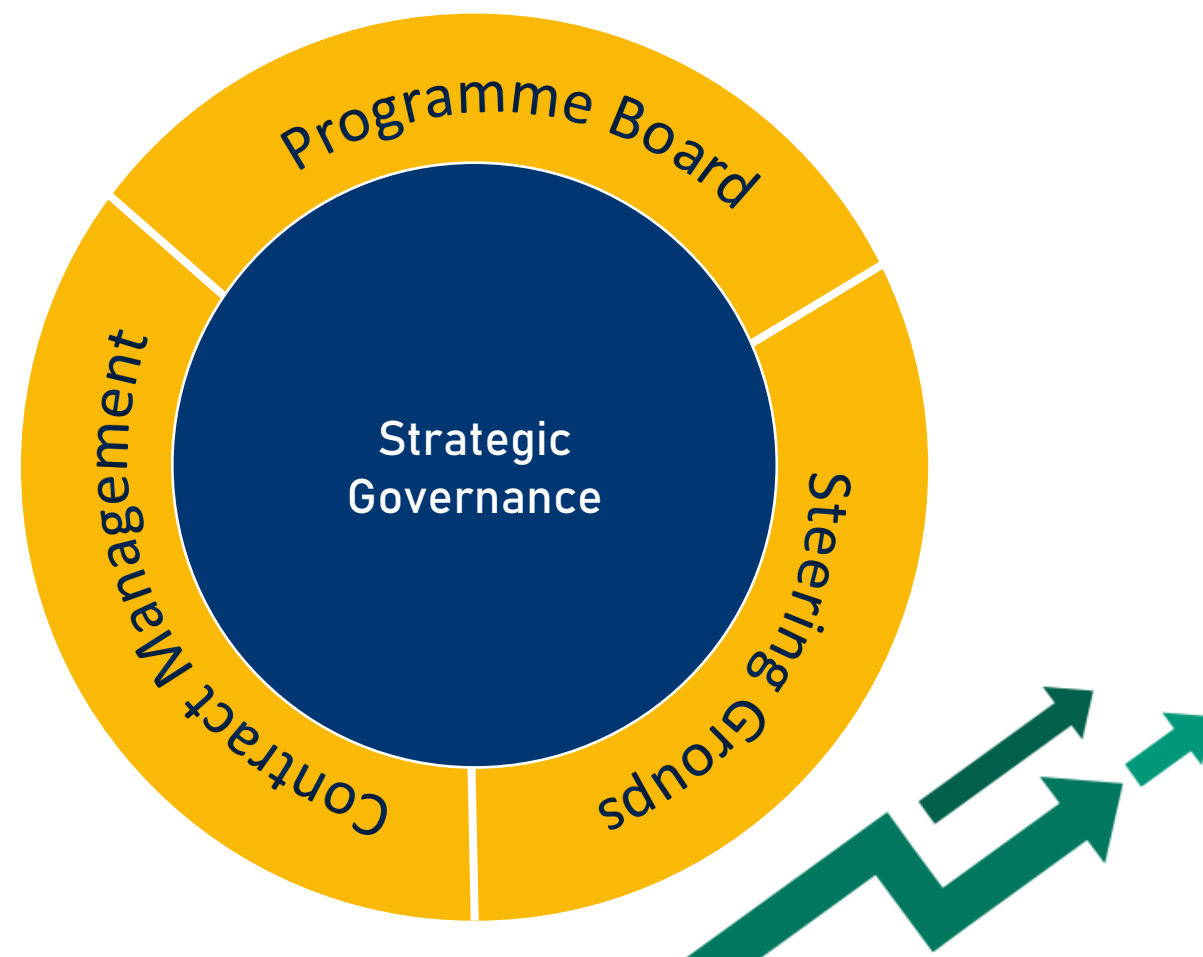 Programme Board
Strategic
Governance
Steering Groups
Contract Management